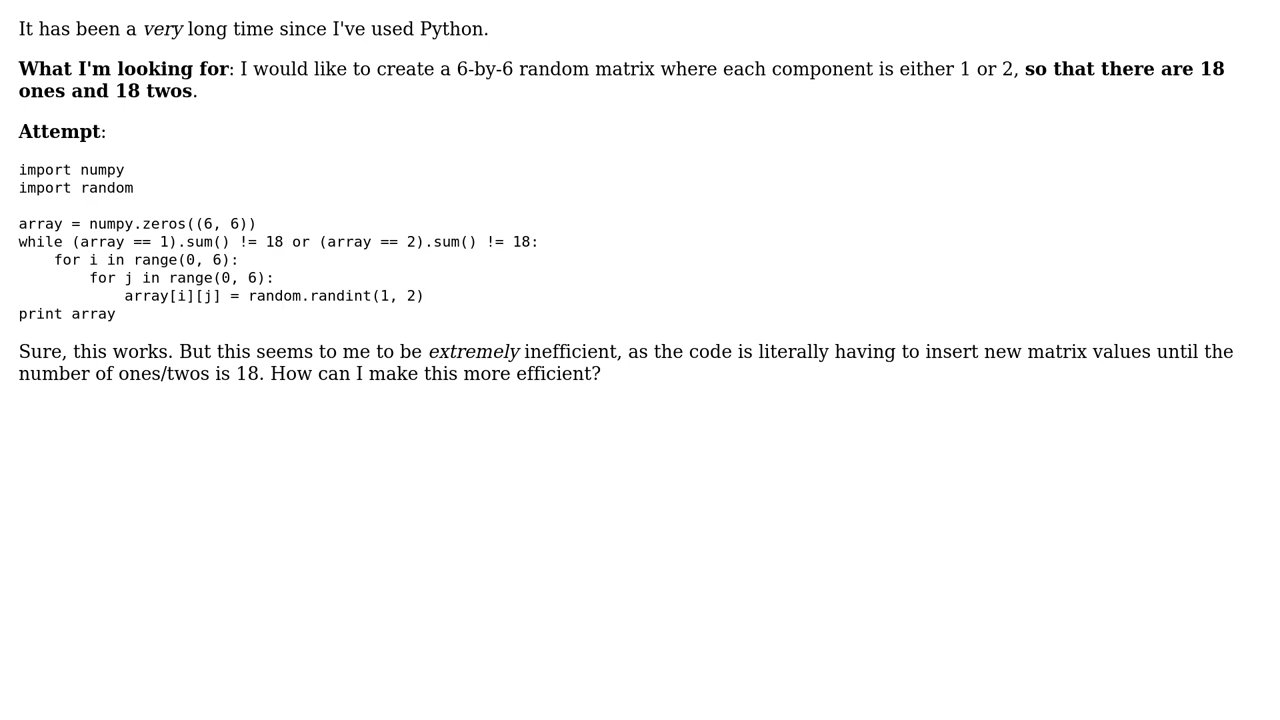 It has been a very long time since I've used Python.
What I'm looking for: I would like to create a 6-by-6 random matrix where each component is either 1 or 2, so that there are 18
ones and 18 twos.
Attempt:
import numpy
import random
array = numpy.zeros((6, 6))
while (array == 1).sum() != 18 or (array == 2).sum() != 18:
    for i in range(0, 6):
        for j in range(0, 6):
            array[i][j] = random.randint(1, 2)
print array
Sure, this works. But this seems to me to be extremely inefficient, as the code is literally having to insert new matrix values until the
number of ones/twos is 18. How can I make this more efficient?